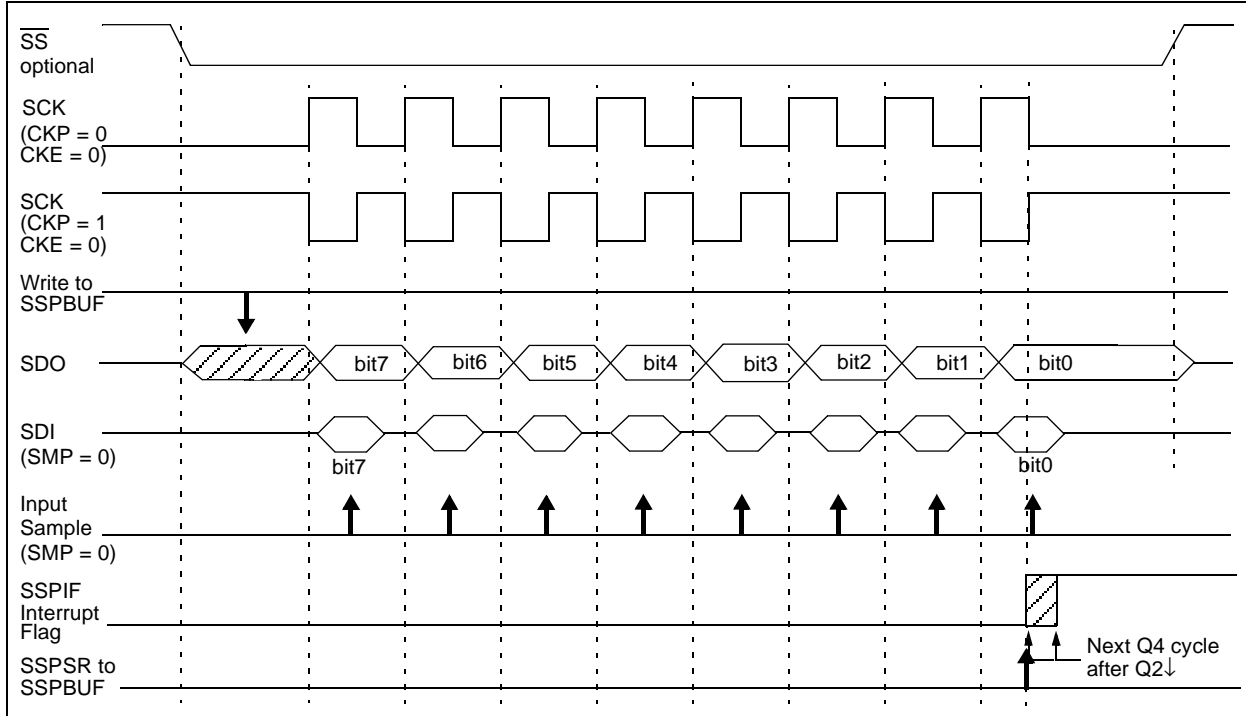 SS
optional
SCK
(CKP = 0
CKE = 0)
SCK
(CKP = 1
CKE = 0)
Write to
SSPBUF
SDO
bit7 bit6 bit5 bit4 bit3 bit2 bit1 bit0
SDI
(SMP = 0)
bit7 bit0
Input
Sample
(SMP = 0)
SSPIF
Interrupt
Flag
Next Q4 cycle
after Q2↓
SSPSR to
SSPBUF